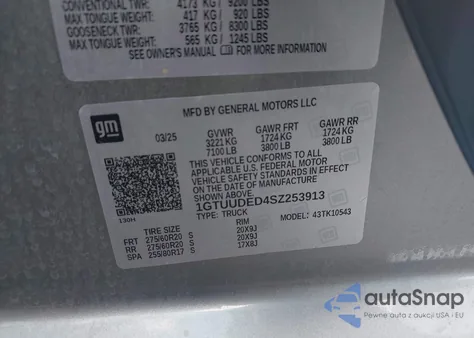 CONVENTIONAL TWR: 4173 KG / 9200 LBS
MAX TONGUE WEIGHT: 417 KG / 920 LBS
GOOSENECK TWR: 3765 KG / 8300 LBS
MAX TONGUE WEIGHT: 565 KG / 1245 LBS
SEE OWNER'S MANUAL FOR MORE INFORMATION
MFD BY GENERAL MOTORS LLC
gm
03/25 GVWR GAWR FRT GAWR RR
3221 KG 1724 KG 1724 KG
7100 LB 3800 LB 3800 LB
THIS VEHICLE CONFORMS TO ALL
APPLICABLE U.S. FEDERAL MOTOR
VEHICLE SAFETY STANDARDS IN
EFFECT ON THE DATE OF MANUFACTURE
SHOWN ABOVE.
1GTUUDED4SZ253913
TYPE: TRUCK MODEL: 43TK10543
130H
TIRE SIZE RIM
FRT 275/60R20 S 20X9J
RR 275/60R20 S 20X9J
SPA 255/80R17 S 17X8J
autoSnap
Pewne auta z aukcji USA i EU